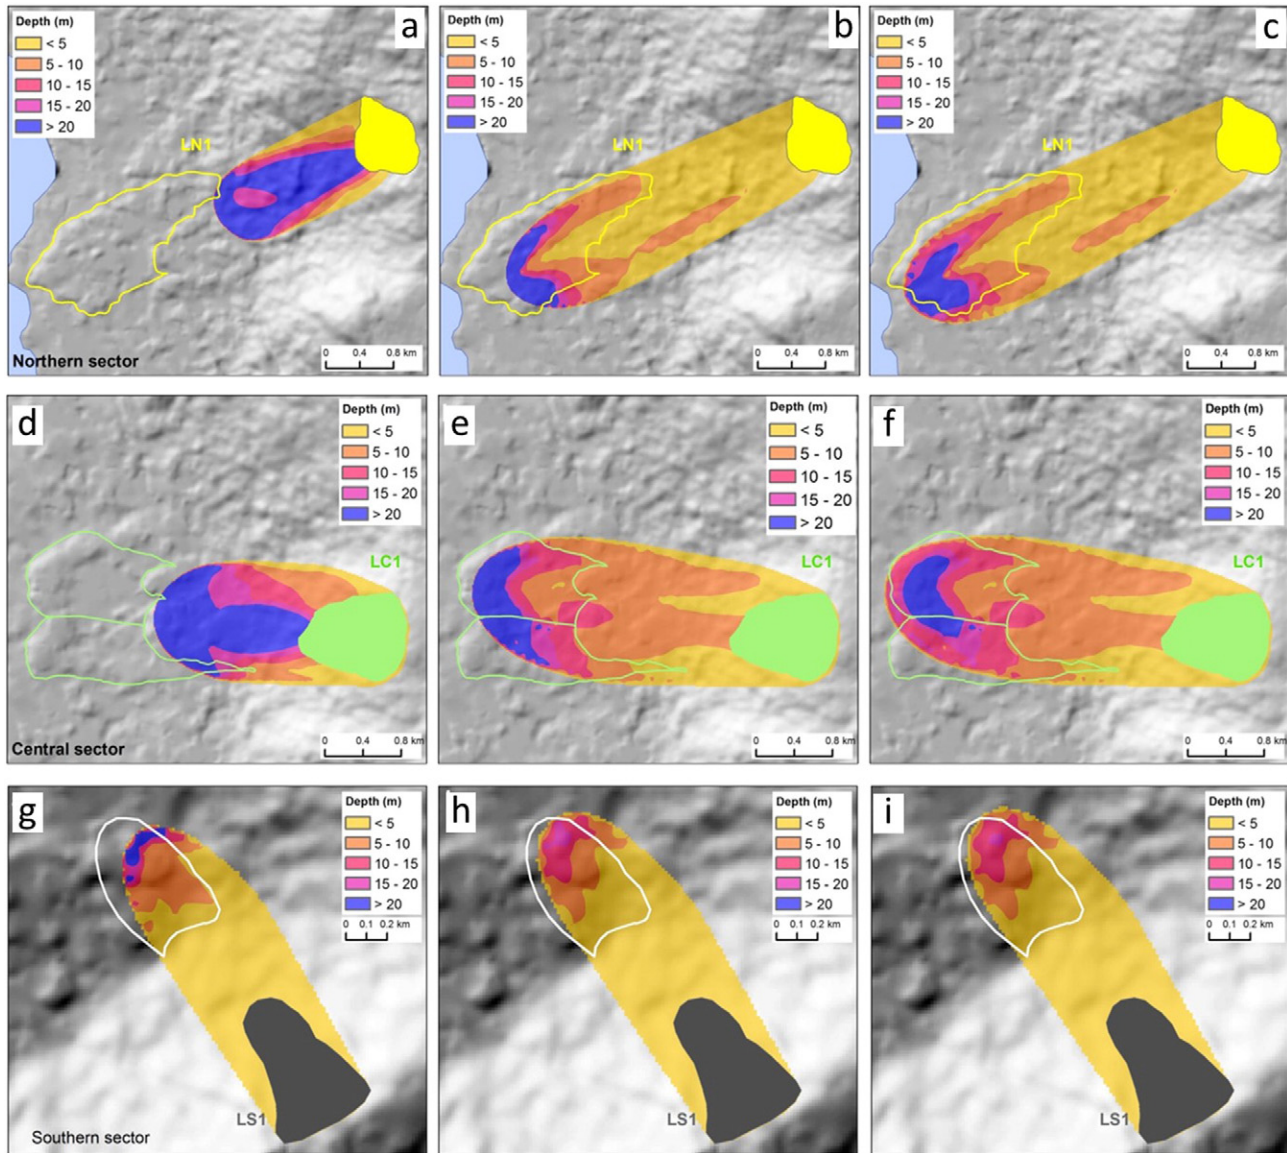 a
Depth (m)
< 5
5 - 10
10 - 15
15 - 20
> 20
LN1
Northern sector
0 0.4 0.8 km
b
Depth (m)
< 5
5 - 10
10 - 15
15 - 20
> 20
LN1
0 0.4 0.8 km
c
Depth (m)
< 5
5 - 10
10 - 15
15 - 20
> 20
LN1
0 0.4 0.8 km
d
Depth (m)
< 5
5 - 10
10 - 15
15 - 20
> 20
LC1
Central sector
0 0.4 0.8 km
e
Depth (m)
< 5
5 - 10
10 - 15
15 - 20
> 20
LC1
0 0.4 0.8 km
f
Depth (m)
< 5
5 - 10
10 - 15
15 - 20
> 20
LC1
0 0.4 0.8 km
g
Depth (m)
< 5
5 - 10
10 - 15
15 - 20
> 20
0 0.1 0.2 km
LS1
Southern sector
h
Depth (m)
< 5
5 - 10
10 - 15
15 - 20
> 20
0 0.1 0.2 km
LS1
i
Depth (m)
< 5
5 - 10
10 - 15
15 - 20
> 20
0 0.1 0.2 km
LS1